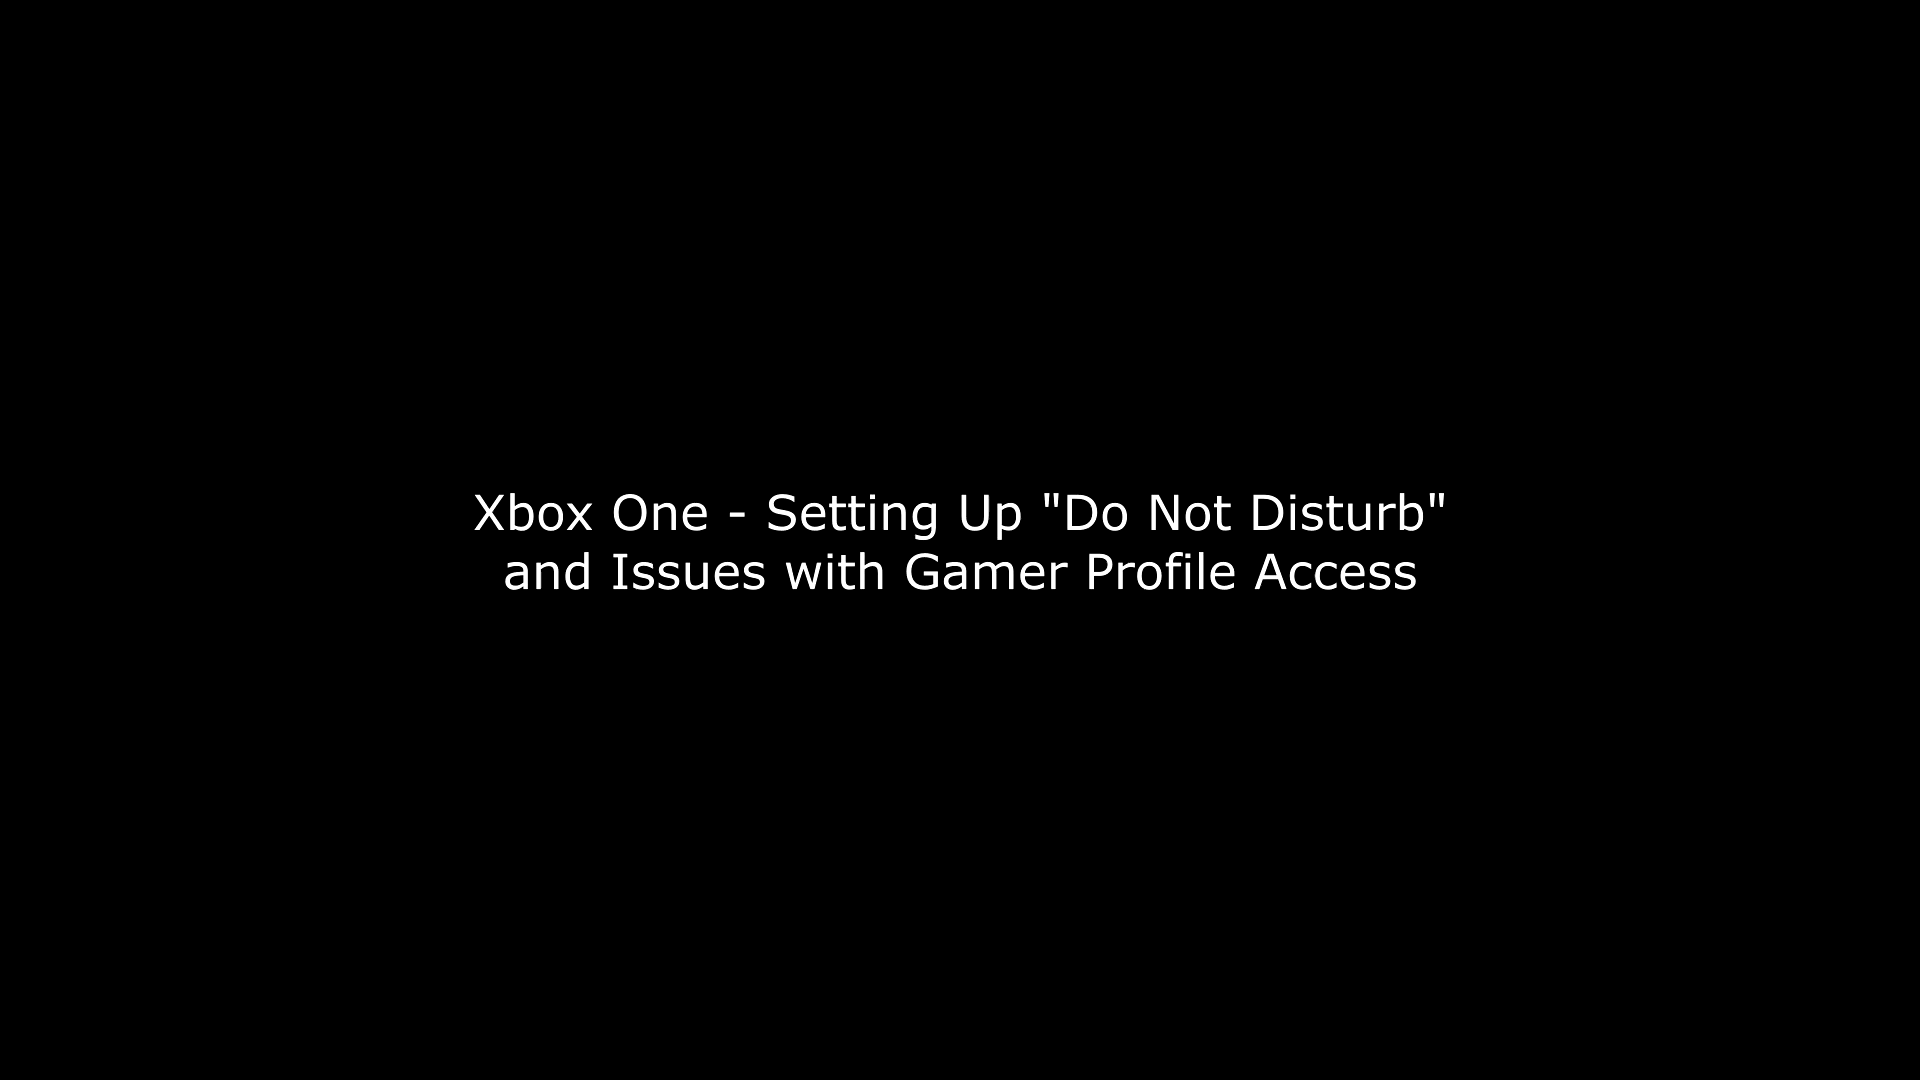 Xbox One - Setting Up "Do Not Disturb"
and Issues with Gamer Profile Access